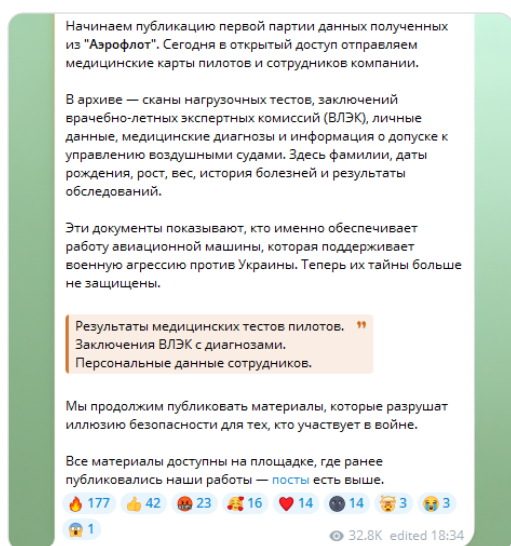 Начинаем публикацию первой партии данных полученных
из "Аэрофлот". Сегодня в открытый доступ отправляем
медицинские карты пилотов и сотрудников компании.
В архиве — сканы нагрузочных тестов, заключений
врачебно-летных экспертных комиссий (ВЛЭК), личные
данные, медицинские диагнозы и информация о допуске к
управлению воздушными судами. Здесь фамилии, даты
рождения, рост, вес, история болезней и результаты
обследований.
Эти документы показывают, кто именно обеспечивает
работу авиационной машины, которая поддерживает
военную агрессию против Украины. Теперь их тайны больше
не защищены.
Результаты медицинских тестов пилотов.
Заключения ВЛЭК с диагнозами.
Персональные данные сотрудников.
Мы продолжим публиковать материалы, которые разрушат
иллюзию безопасности для тех, кто участвует в войне.
Все материалы доступны на площадке, где ранее
публиковались наши работы — посты есть выше.
177 42 23 16 14 14 3 3
1 32.8K edited 18:34